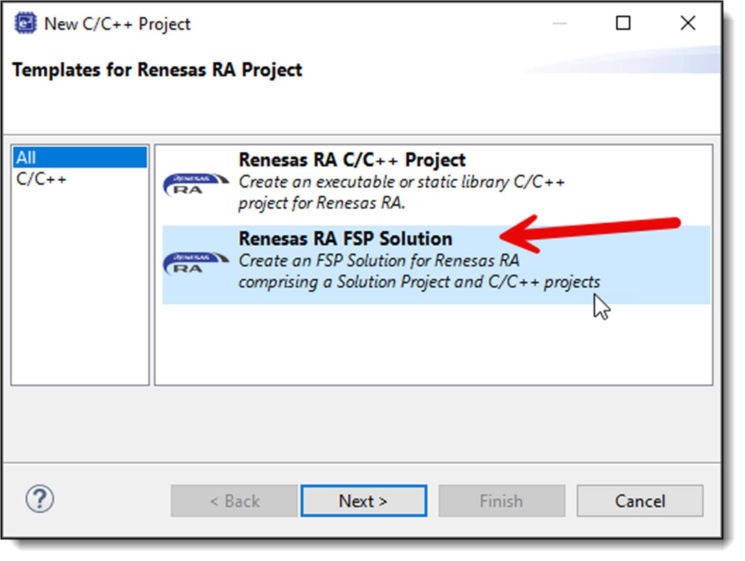 New C/C++ Project
Templates for Renesas RA Project
All
C/C++
RENESAS
RA
Renesas RA C/C++ Project
Create an executable or static library C/C++
project for Renesas RA.
RENESAS
RA
Renesas RA FSP Solution
Create an FSP Solution for Renesas RA
comprising a Solution Project and C/C++ projects
?
< Back
Next >
Finish
Cancel